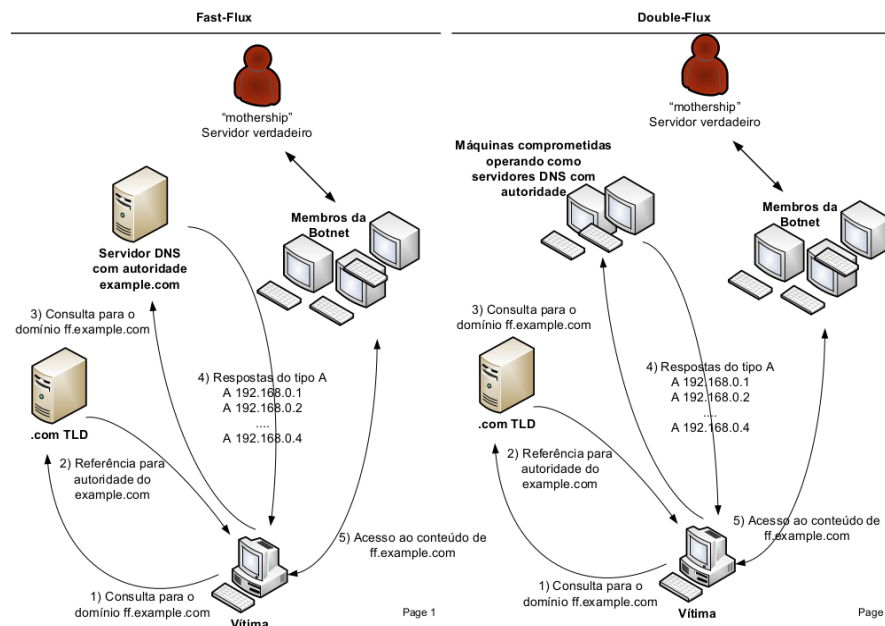 Fast-Flux
"mothership"
Servidor verdadeiro
Servidor DNS
com autoridade
example.com
Membros da
Botnet
3) Consulta para o
domínio ff.example.com
4) Respostas do tipo A
A 192.168.0.1
A 192.168.0.2
....
A 192.168.0.4
.com TLD
2) Referência para
autoridade do
example.com
5) Acesso ao conteúdo de
ff.example.com
1) Consulta para o
domínio ff.example.com
Vítima
Page 1
Double-Flux
"mothership"
Servidor verdadeiro
Máquinas comprometidas
operando como
servidores DNS com
autoridade
Membros da
Botnet
3) Consulta para o
domínio ff.example.com
4) Respostas do tipo A
A 192.168.0.1
A 192.168.0.2
....
A 192.168.0.4
.com TLD
2) Referência para
autoridade do
example.com
5) Acesso ao conteúdo de
ff.example.com
1) Consulta para o
domínio ff.example.com
Vítima
Page